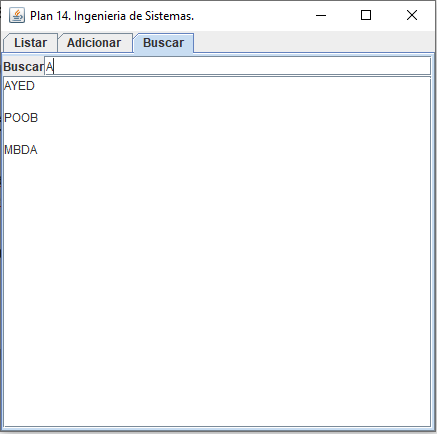 Plan 14. Ingenieria de Sistemas.
Listar Adicionar Buscar
Buscar A
AYED
POOB
MBDA